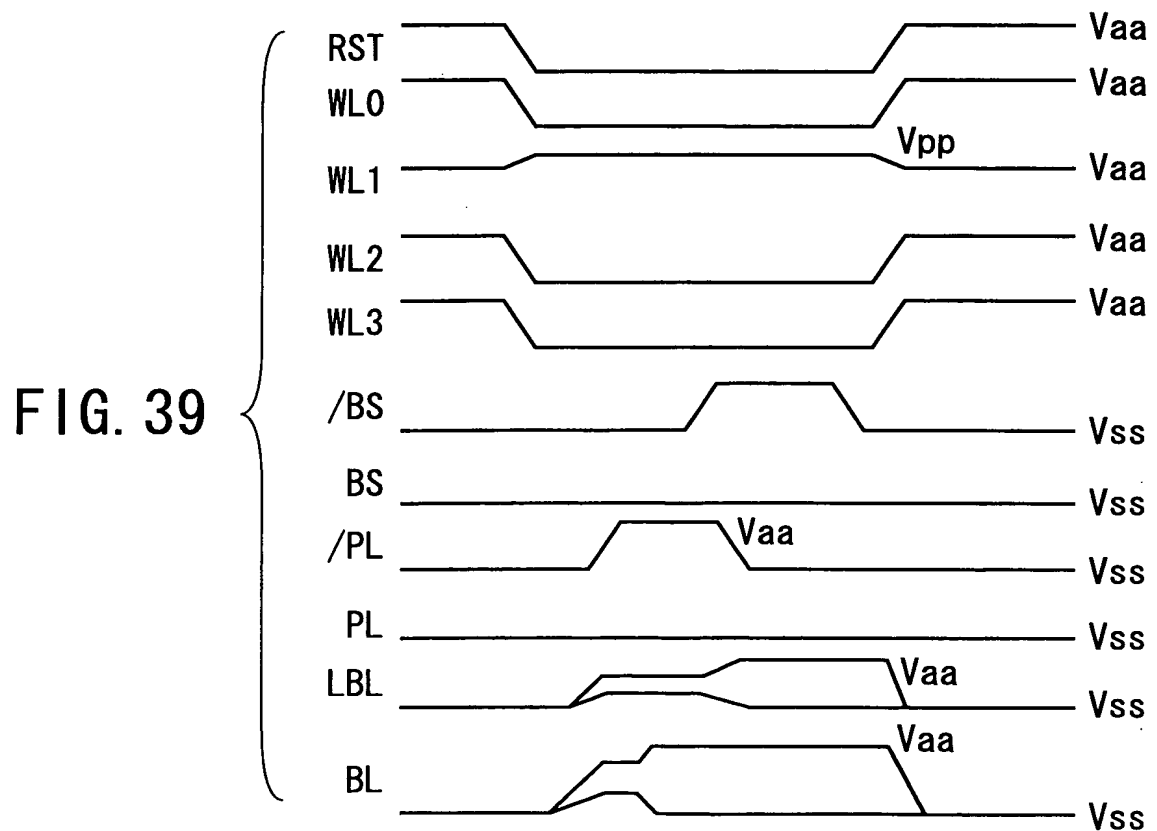 FIG. 39
RST Vaa
WL0 Vaa
Vpp
WL1 Vaa
WL2 Vaa
WL3 Vaa
/BS Vss
BS Vss
/PL Vaa Vss
PL Vss
LBL Vaa Vss
BL Vaa Vss